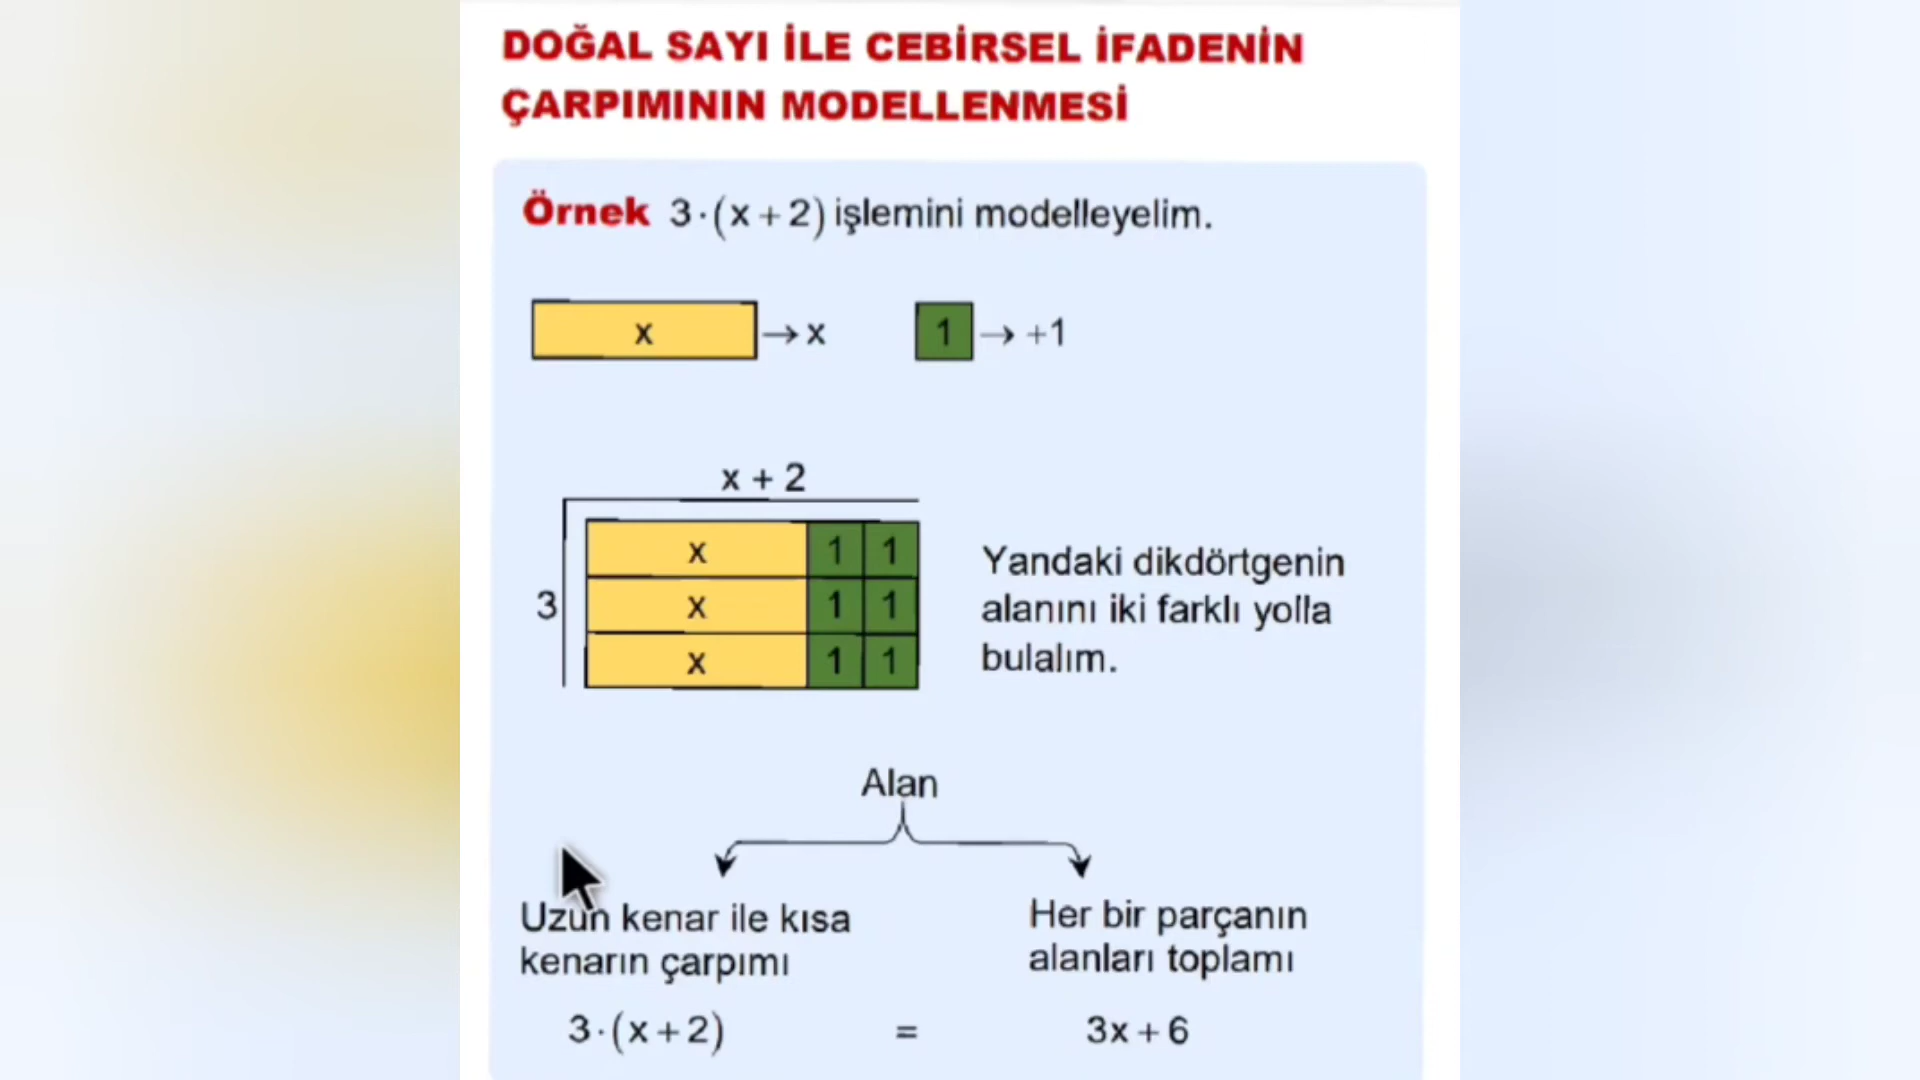 DOĞAL SAYI İLE CEBİRSEL İFADENİN
ÇARPIMININ MODELLENMESİ
Örnek 3·(x+2) işlemini modelleyelim.
x → x 1 → +1
x + 2
x 1 1
3 x 1 1
x 1 1
Yandaki dikdörtgenin
alanını iki farklı yolla
bulalım.
Alan
Uzun kenar ile kısa
kenarın çarpımı
Her bir parçanın
alanları toplamı
3·(x+2) = 3x+6